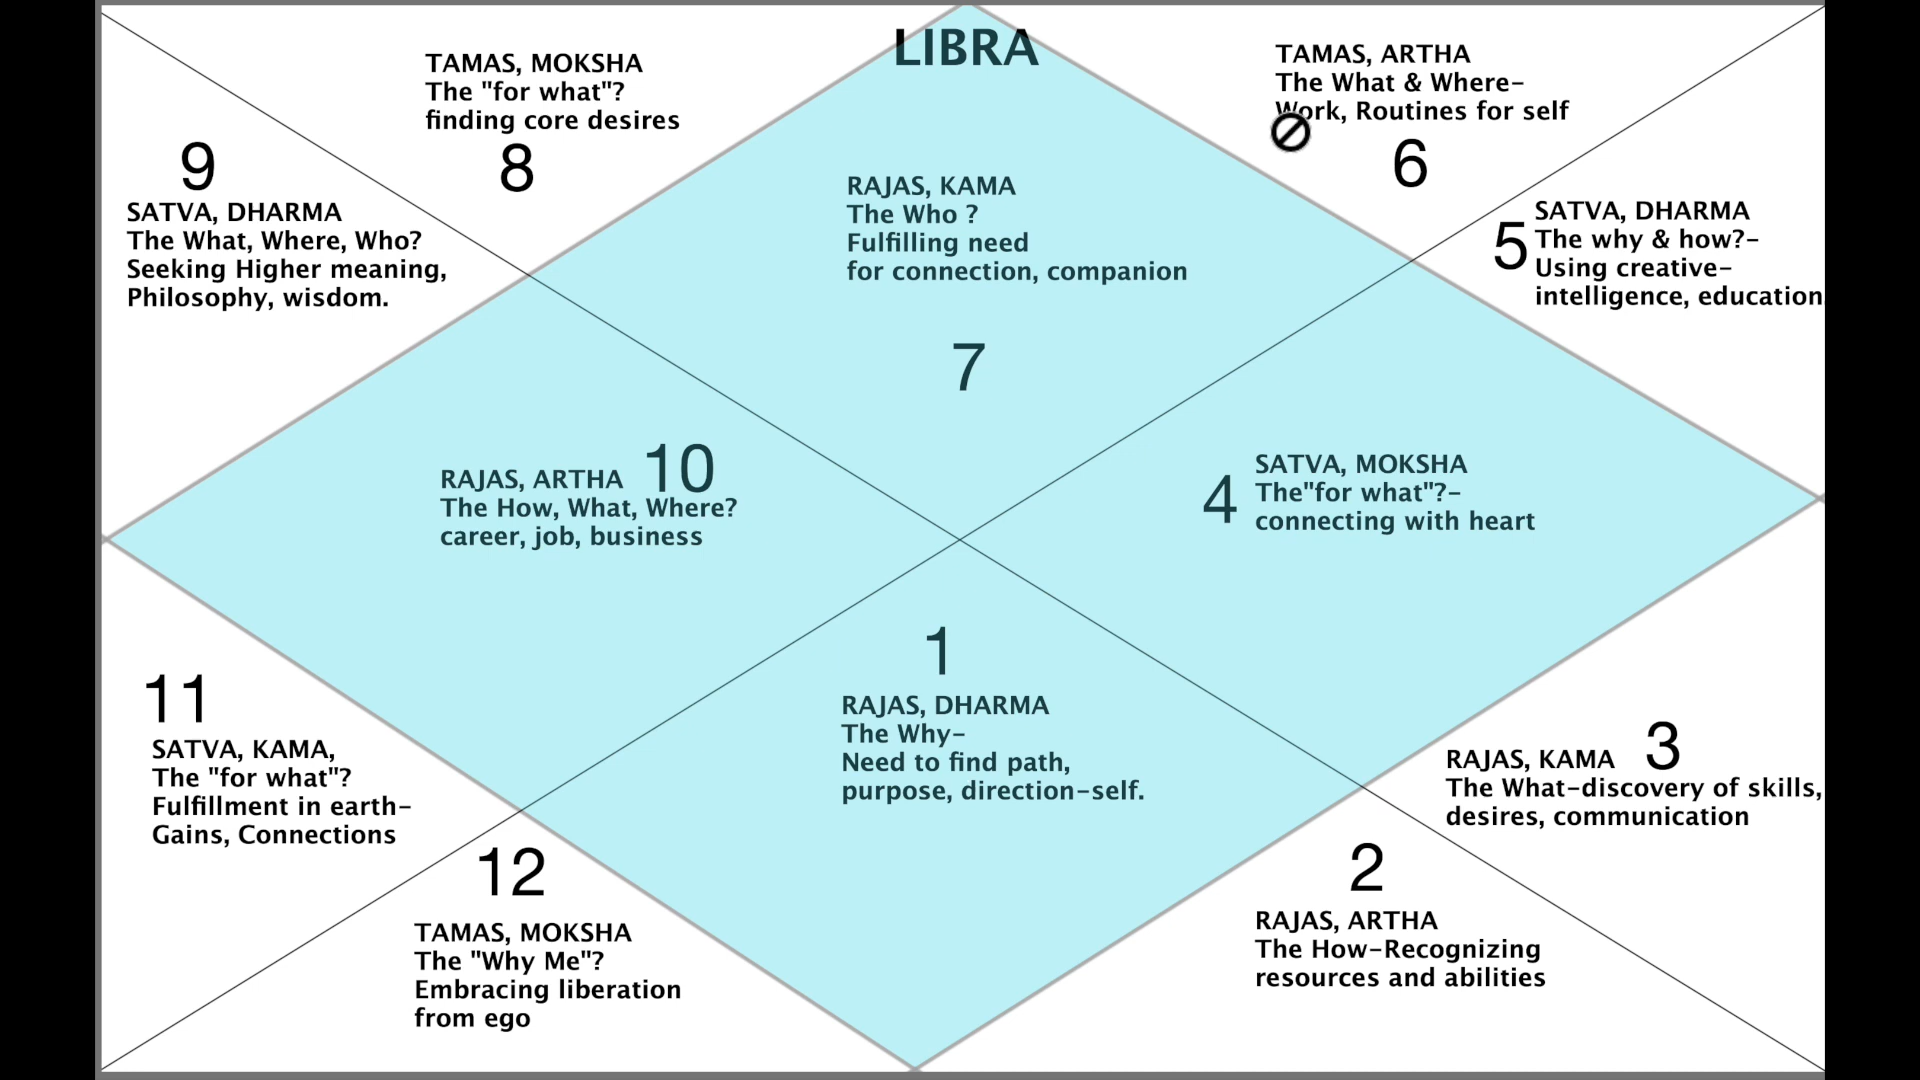 LIBRA
TAMAS, MOKSHA
The "for what"?
finding core desires
8
TAMAS, ARTHA
The What & Where-
Work, Routines for self
6
9
SATVA, DHARMA
The What, Where, Who?
Seeking Higher meaning,
Philosophy, wisdom.
RAJAS, KAMA
The Who ?
Fulfilling need
for connection, companion
7
5
SATVA, DHARMA
The why & how?-
Using creative-
intelligence, education
RAJAS, ARTHA 10
The How, What, Where?
career, job, business
4
SATVA, MOKSHA
The"for what"?-
connecting with heart
1
RAJAS, DHARMA
The Why-
Need to find path,
purpose, direction-self.
11
SATVA, KAMA,
The "for what"?
Fulfillment in earth-
Gains, Connections
RAJAS, KAMA 3
The What-discovery of skills,
desires, communication
12
TAMAS, MOKSHA
The "Why Me"?
Embracing liberation
from ego
2
RAJAS, ARTHA
The How-Recognizing
resources and abilities